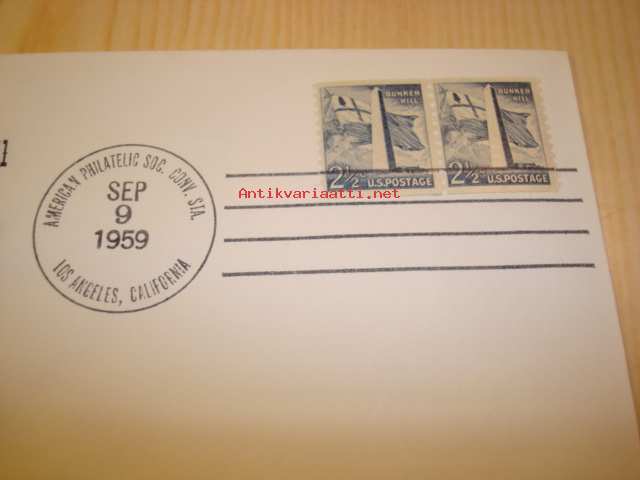 BUNKER HILL
2½¢ U.S.POSTAGE
BUNKER HILL
2½¢ U.S.POSTAGE
AMERICAN PHILATELIC SOC. CONV. STA.
SEP
9
1959
LOS ANGELES, CALIFORNIA
Antikvariaatti.net